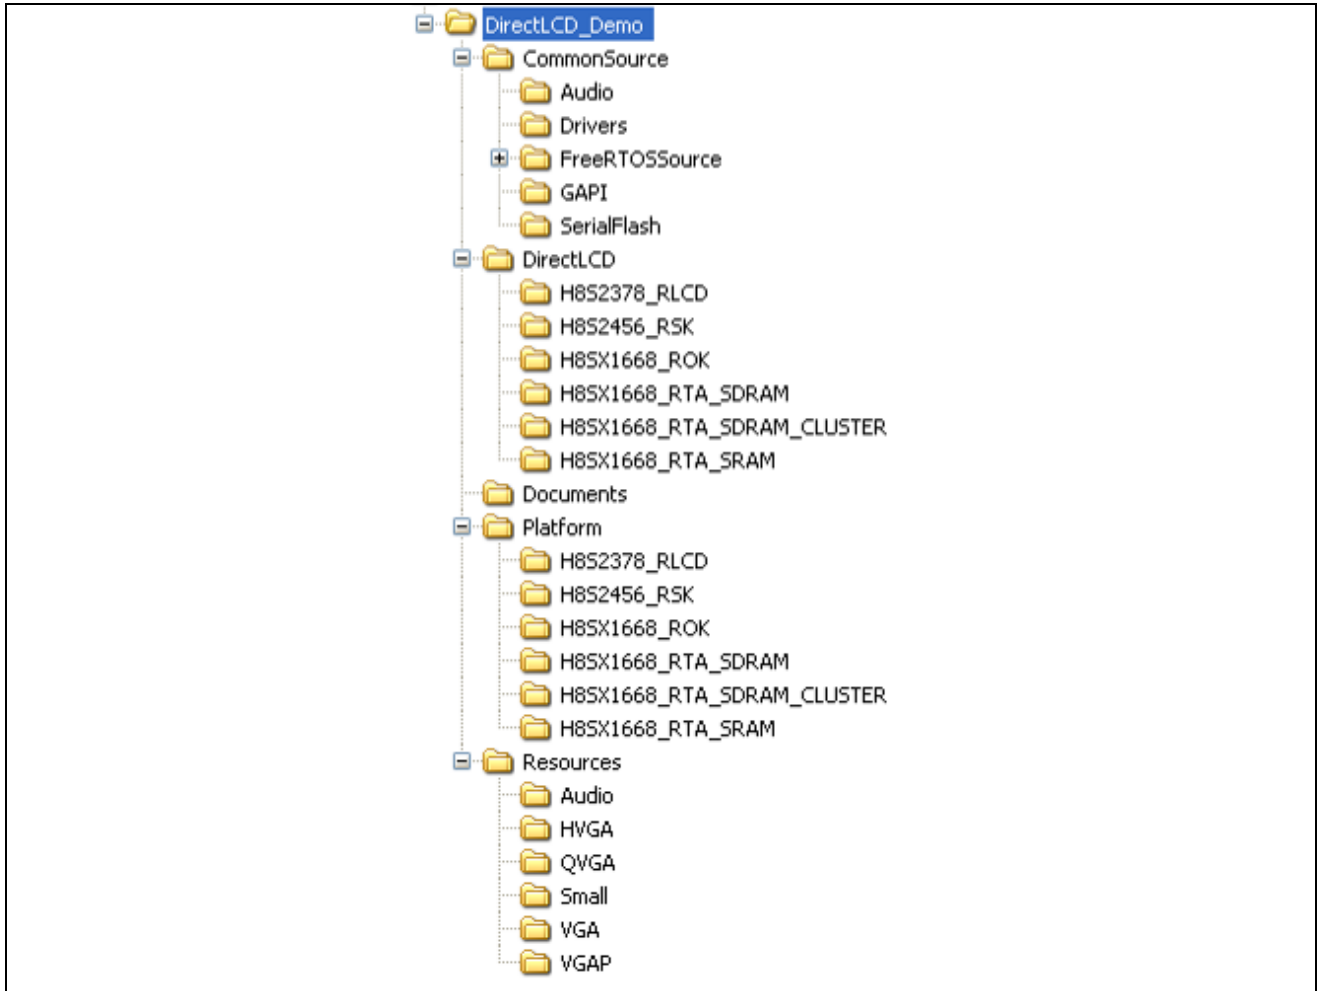 DirectLCD_Demo
CommonSource
Audio
Drivers
FreeRTOSSource
GAPI
SerialFlash
DirectLCD
H8S2378_RLCD
H8S2456_RSK
H8SX1668_ROK
H8SX1668_RTA_SDRAM
H8SX1668_RTA_SDRAM_CLUSTER
H8SX1668_RTA_SRAM
Documents
Platform
H8S2378_RLCD
H8S2456_RSK
H8SX1668_ROK
H8SX1668_RTA_SDRAM
H8SX1668_RTA_SDRAM_CLUSTER
H8SX1668_RTA_SRAM
Resources
Audio
HVGA
QVGA
Small
VGA
VGAP